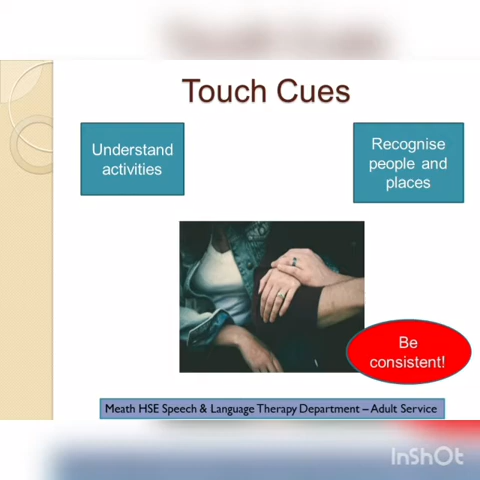 Touch Cues
Understand
activities
Recognise
people and
places
Be
consistent!
Meath HSE Speech & Language Therapy Department – Adult Service
InShOt